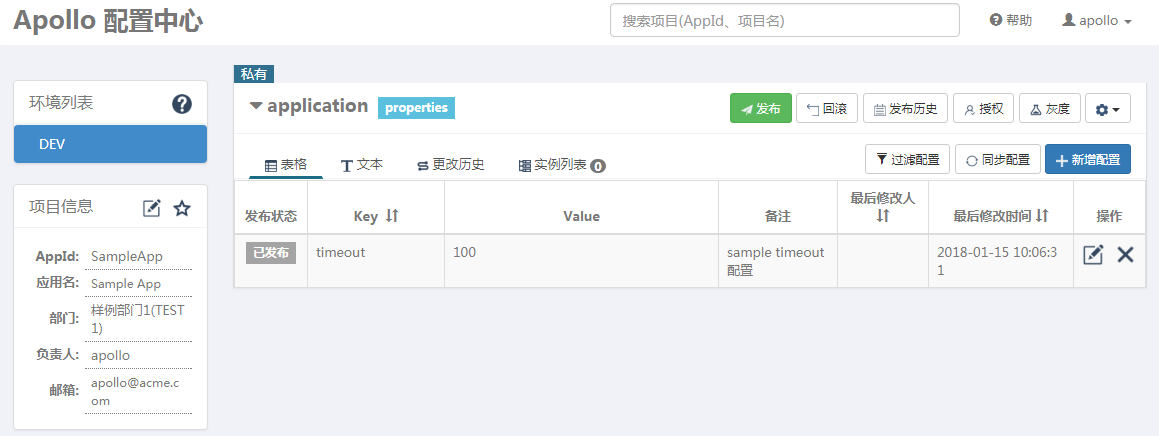 Apollo 配置中心
搜索项目(AppId、项目名)
帮助
apollo
环境列表
DEV
项目信息
AppId: SampleApp
应用名: Sample App
部门: 样例部门1(TEST
1)
负责人: apollo
邮箱: apollo@acme.c
om
私有
application properties
发布 回滚 发布历史 授权 灰度
表格 文本 更改历史 实例列表 0
过滤配置 同步配置 新增配置
发布状态 Key Value 备注 最后修改人 最后修改时间 操作
已发布 timeout 100 sample timeout 2018-01-15 10:06:3
配置 1